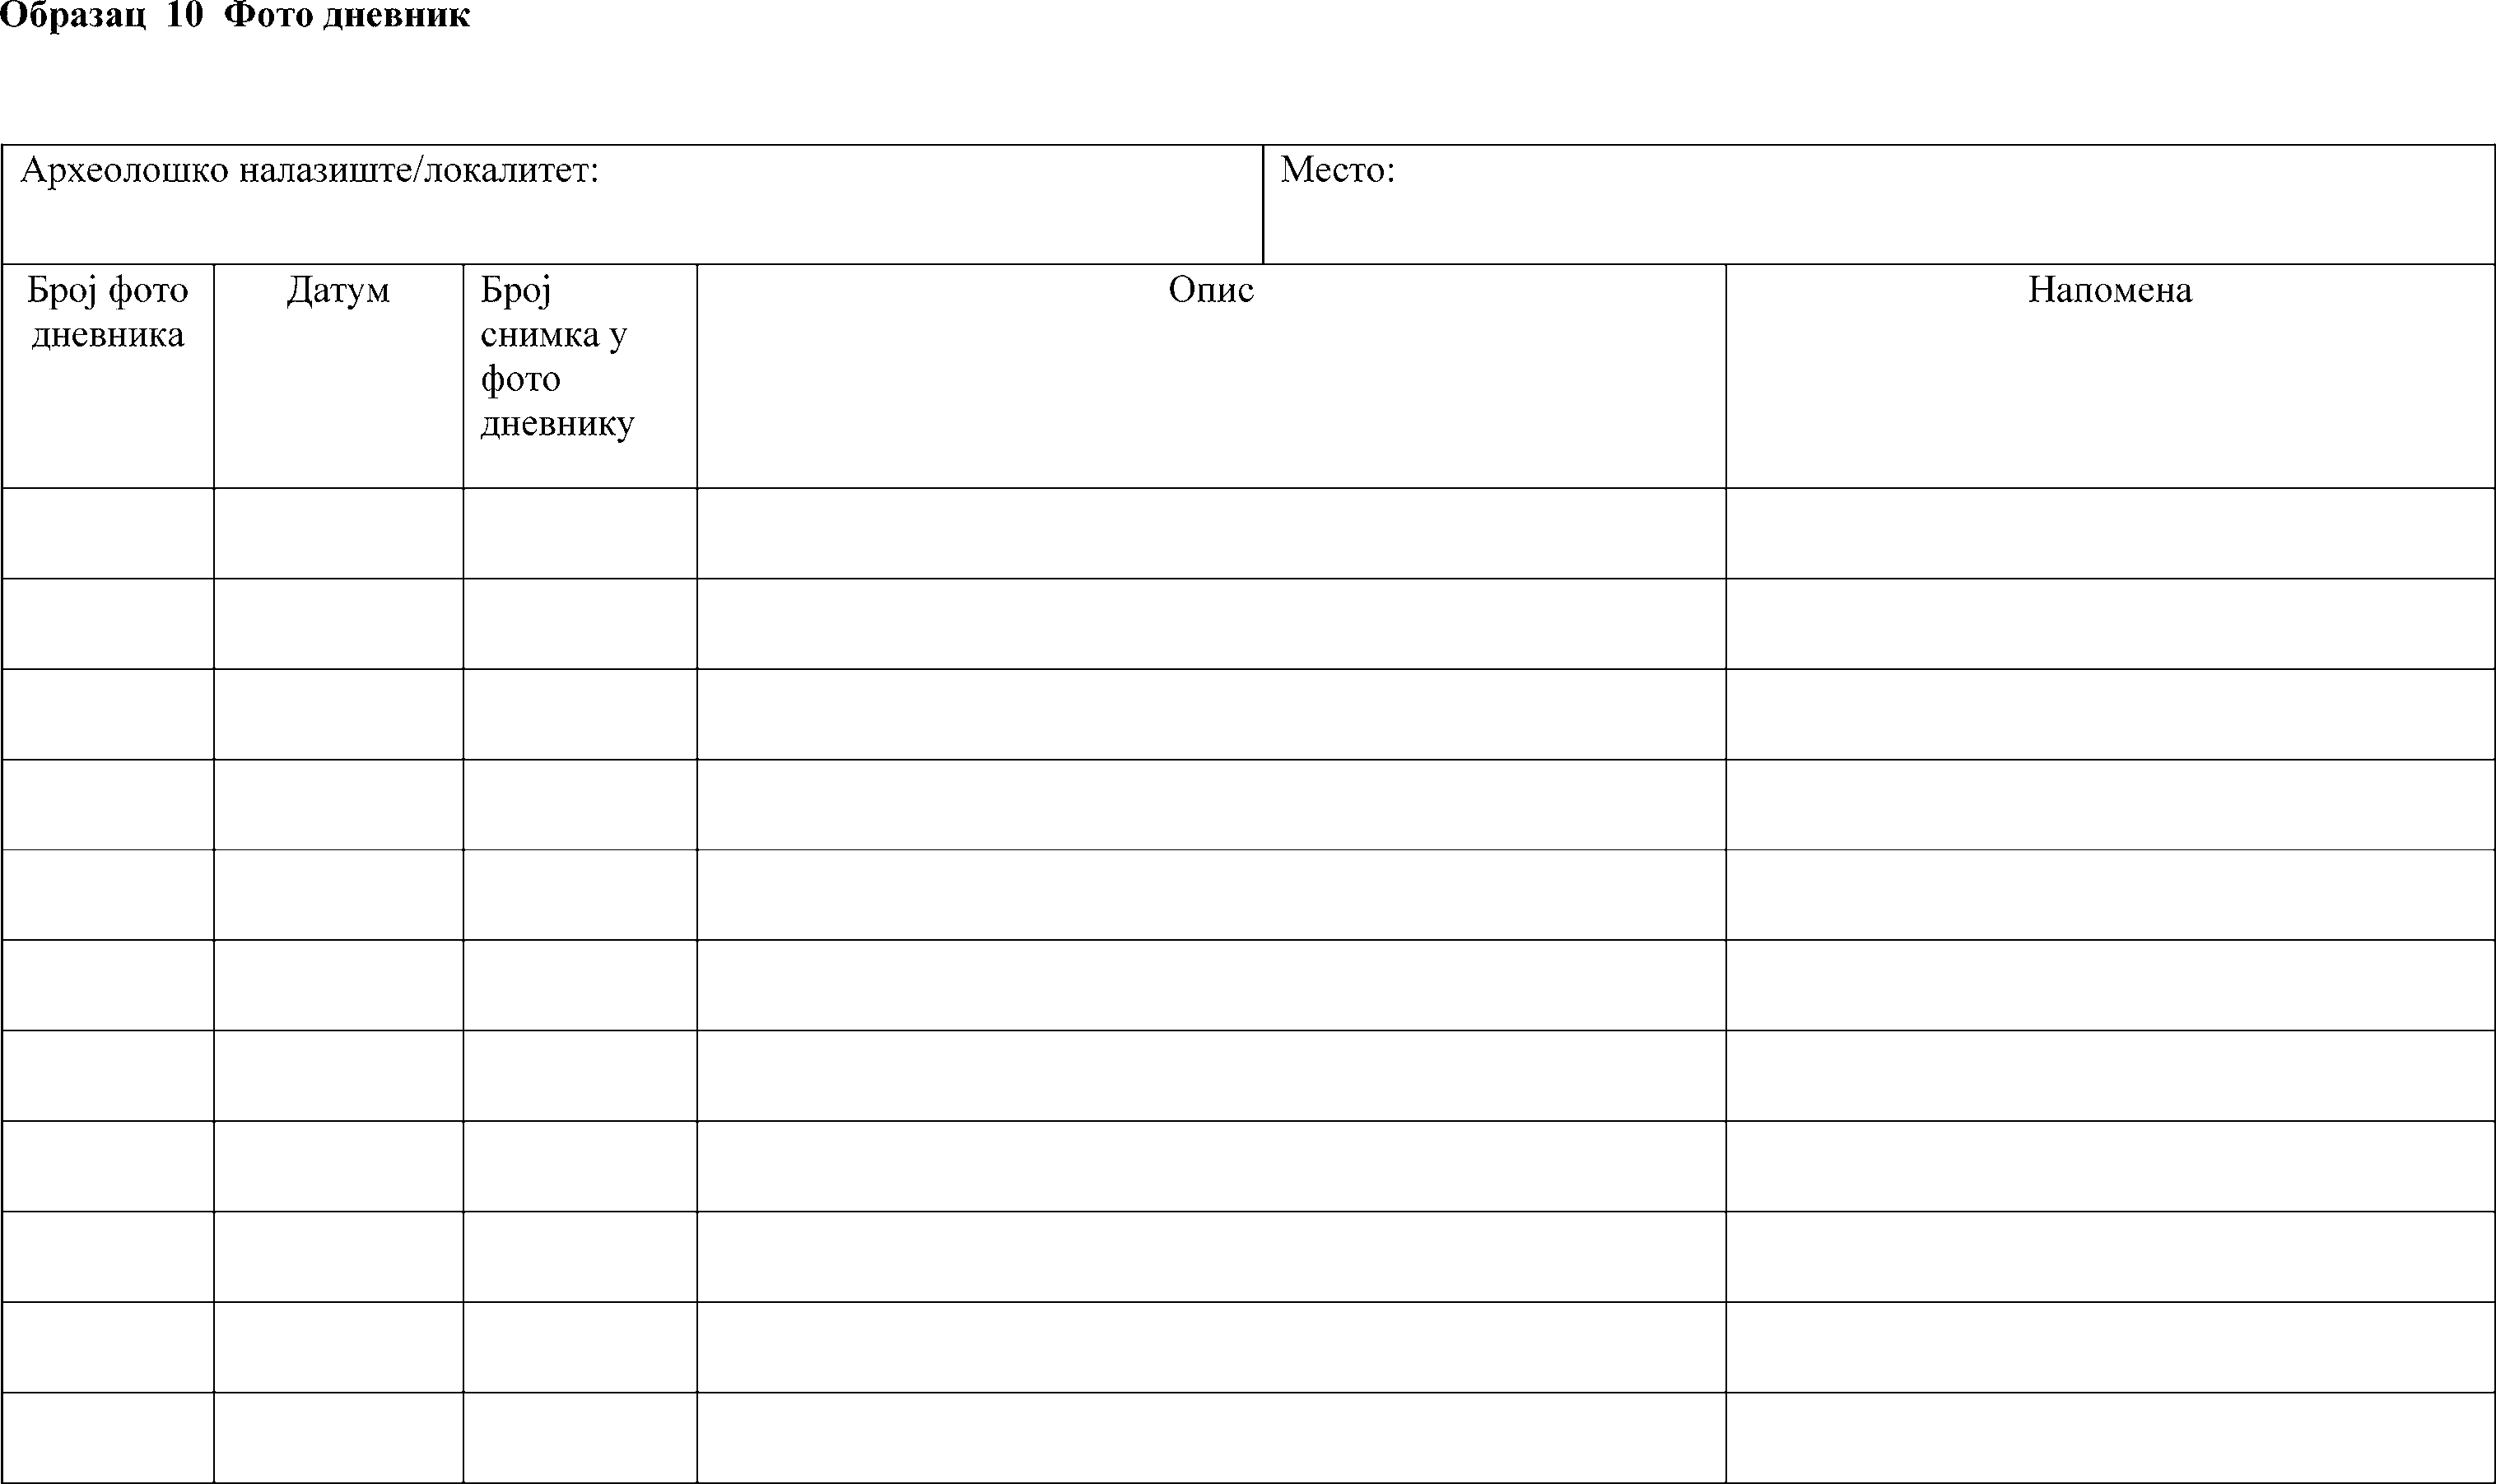 Образац 10 Фото дневник
Археолошко налазиште/локалитет:
Место:
Број фото
дневника
Датум
Број
снимка у
фото
дневнику
Опис
Напомена